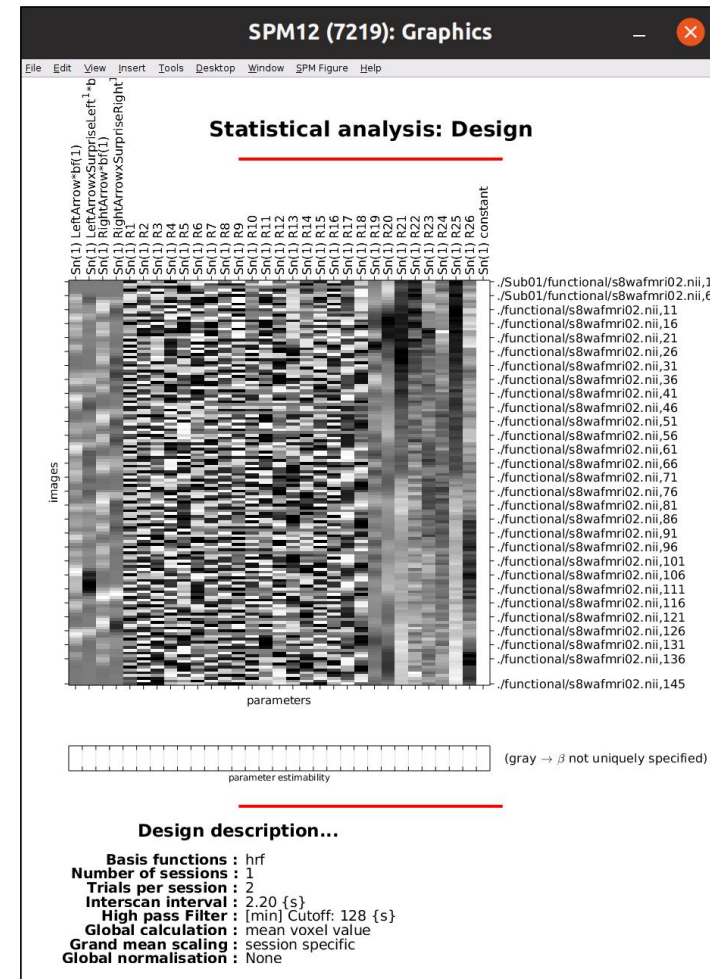 SPM12 (7219): Graphics
File Edit View Insert Tools Desktop Window SPM Figure Help
Statistical analysis: Design
Sn(1) LeftArrow*bf(1)
Sn(1) LeftArrowxSurpriseLeft^1*b
Sn(1) RightArrow*bf(1)
Sn(1) RightArrowxSurpriseRight^1
Sn(1) R1
Sn(1) R2
Sn(1) R3
Sn(1) R4
Sn(1) R5
Sn(1) R6
Sn(1) R7
Sn(1) R8
Sn(1) R9
Sn(1) R10
Sn(1) R11
Sn(1) R12
Sn(1) R13
Sn(1) R14
Sn(1) R15
Sn(1) R16
Sn(1) R17
Sn(1) R18
Sn(1) R19
Sn(1) R20
Sn(1) R21
Sn(1) R22
Sn(1) R23
Sn(1) R24
Sn(1) R25
Sn(1) R26
Sn(1) constant
images
./Sub01/functional/s8wafmri02.nii,1
./Sub01/functional/s8wafmri02.nii,6
./functional/s8wafmri02.nii,11
./functional/s8wafmri02.nii,16
./functional/s8wafmri02.nii,21
./functional/s8wafmri02.nii,26
./functional/s8wafmri02.nii,31
./functional/s8wafmri02.nii,36
./functional/s8wafmri02.nii,41
./functional/s8wafmri02.nii,46
./functional/s8wafmri02.nii,51
./functional/s8wafmri02.nii,56
./functional/s8wafmri02.nii,61
./functional/s8wafmri02.nii,66
./functional/s8wafmri02.nii,71
./functional/s8wafmri02.nii,76
./functional/s8wafmri02.nii,81
./functional/s8wafmri02.nii,86
./functional/s8wafmri02.nii,91
./functional/s8wafmri02.nii,96
./functional/s8wafmri02.nii,101
./functional/s8wafmri02.nii,106
./functional/s8wafmri02.nii,111
./functional/s8wafmri02.nii,116
./functional/s8wafmri02.nii,121
./functional/s8wafmri02.nii,126
./functional/s8wafmri02.nii,131
./functional/s8wafmri02.nii,136
./functional/s8wafmri02.nii,145
parameters
(gray → β not uniquely specified)
parameter estimability
Design description...
Basis functions : hrf
Number of sessions : 1
Trials per session : 2
Interscan interval : 2.20 {s}
High pass Filter : [min] Cutoff: 128 {s}
Global calculation : mean voxel value
Grand mean scaling : session specific
Global normalisation : None